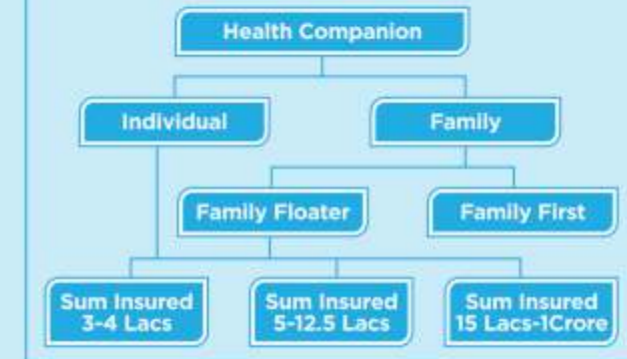 Health Companion
Individual
Family
Family Floater
Family First
Sum Insured
3-4 Lacs
Sum Insured
5-12.5 Lacs
Sum Insured
15 Lacs-1Crore